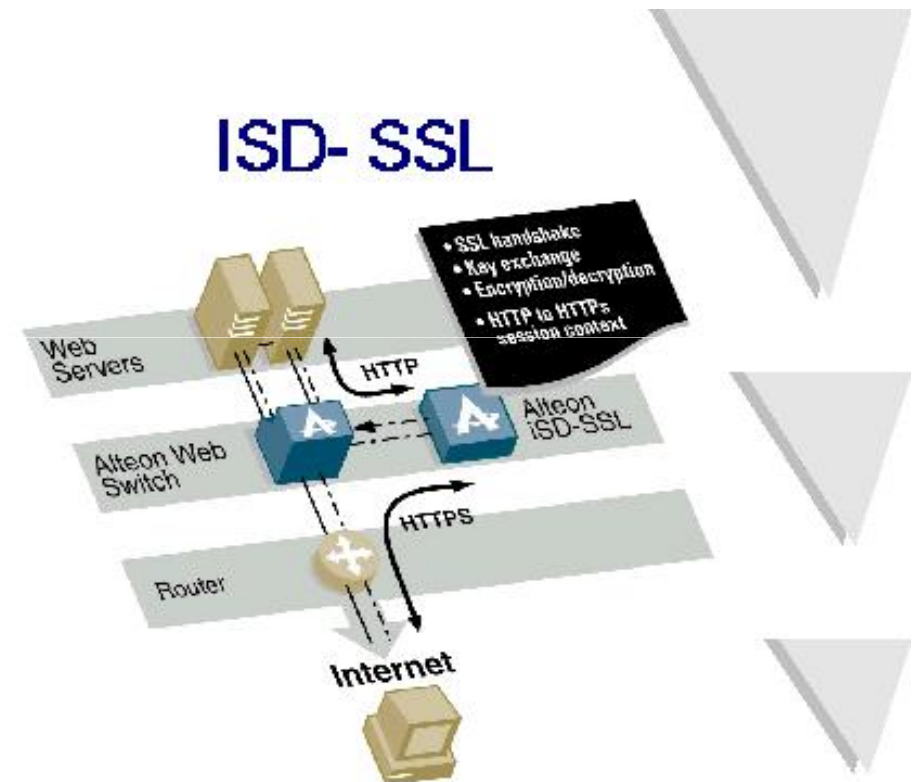 ISD- SSL
• SSL handshake
• Key exchange
• Encryption/decryption
• HTTP to HTTPs
session context
Web
Servers
HTTP
Alteon Web
Switch
Alteon
iSD-SSL
HTTPS
Router
Internet